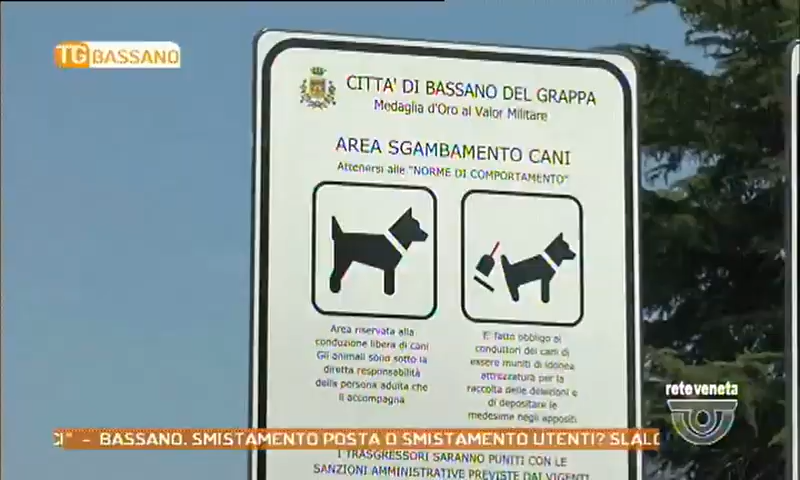 TG BASSANO
CITTA' DI BASSANO DEL GRAPPA
Medaglia d'Oro al Valor Militare
AREA SGAMBAMENTO CANI
Attenersi alle "NORME DI COMPORTAMENTO"
Area riservata alla
conduzione libera di cani
Gli animali sono sotto la
diretta responsabilità
della persona adulta che
li accompagna
E' fatto obbligo ai
conduttori dei cani di
essere muniti di idonea
attrezzatura per la
raccolta delle deiezioni e
di depositare le
medesime negli appositi
reteveneta
CI" - BASSANO. SMISTAMENTO POSTA O SMISTAMENTO UTENTI? SLALO
I TRASGRESSORI SARANNO PUNITI CON LE
SANZIONI AMMINISTRATIVE PREVISTE DAI VIGENTI